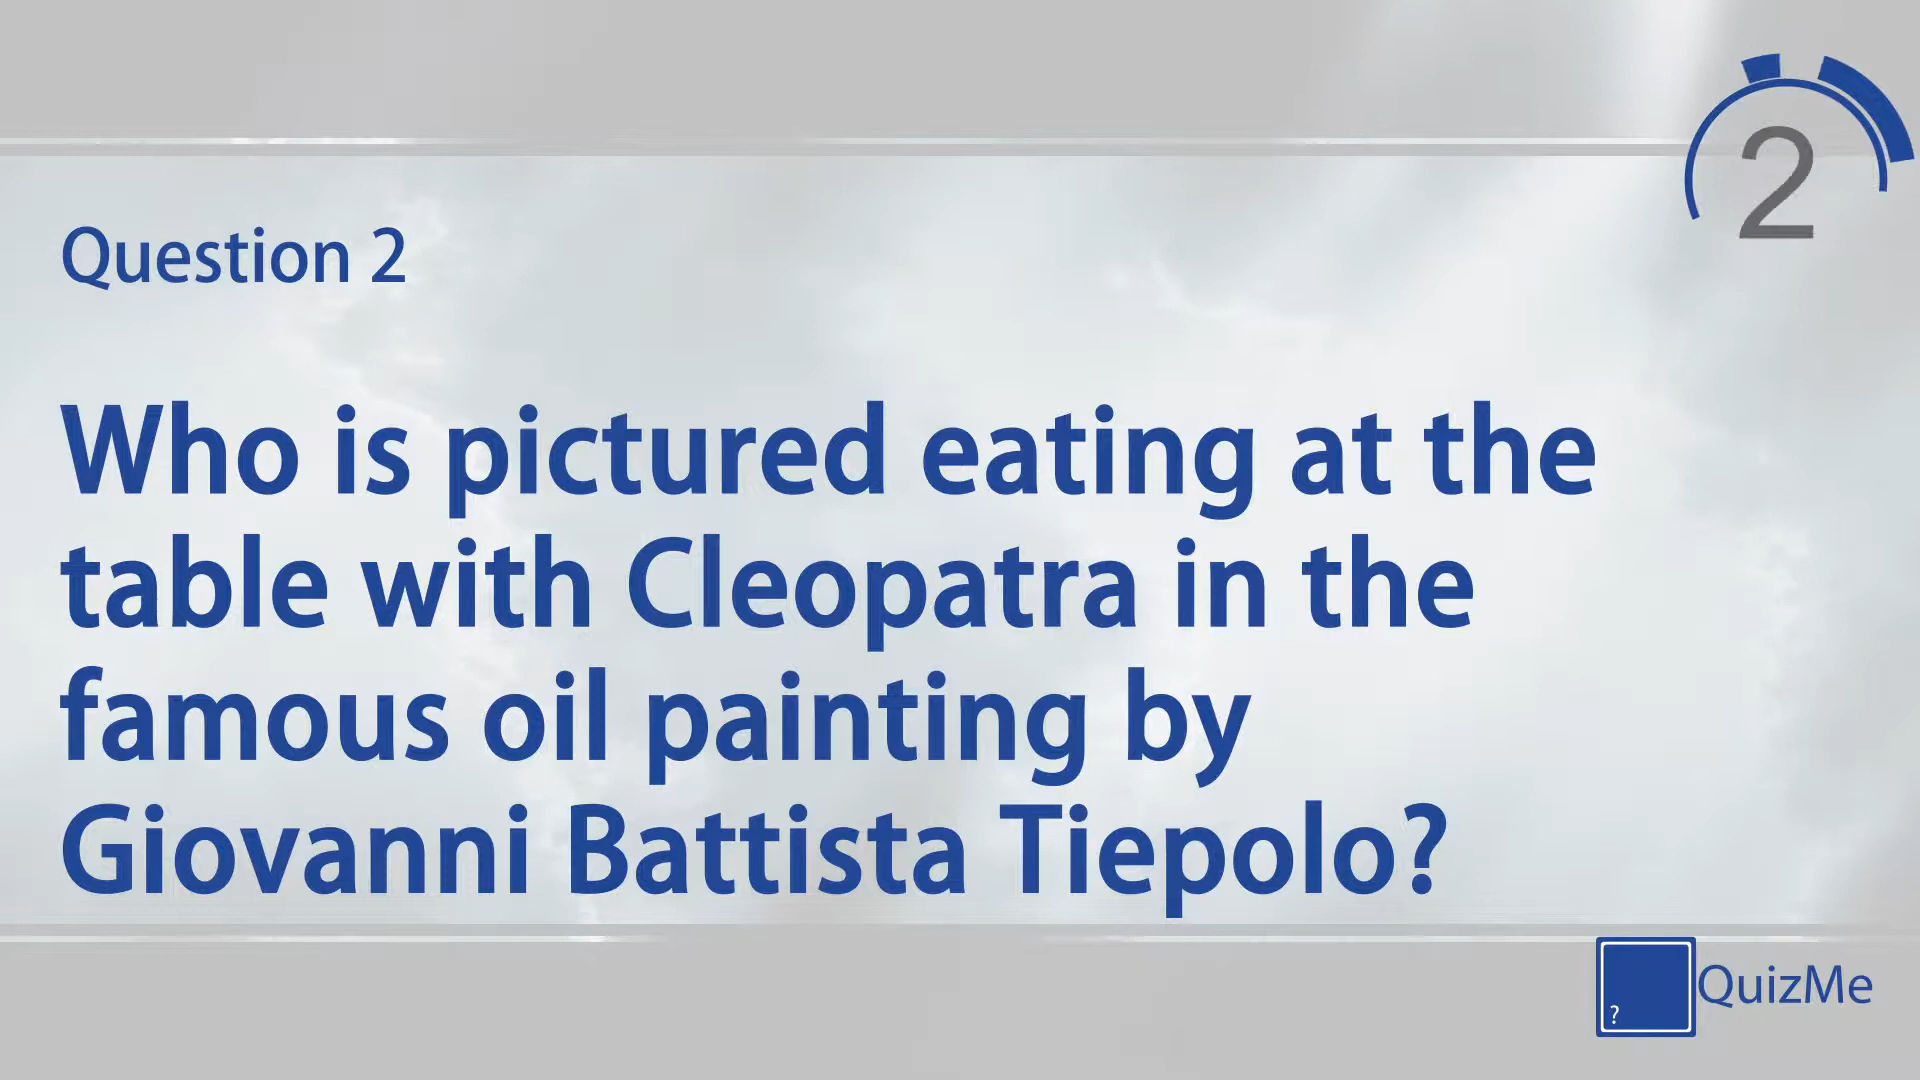 2
Question 2
Who is pictured eating at the
table with Cleopatra in the
famous oil painting by
Giovanni Battista Tiepolo?
?
QuizMe